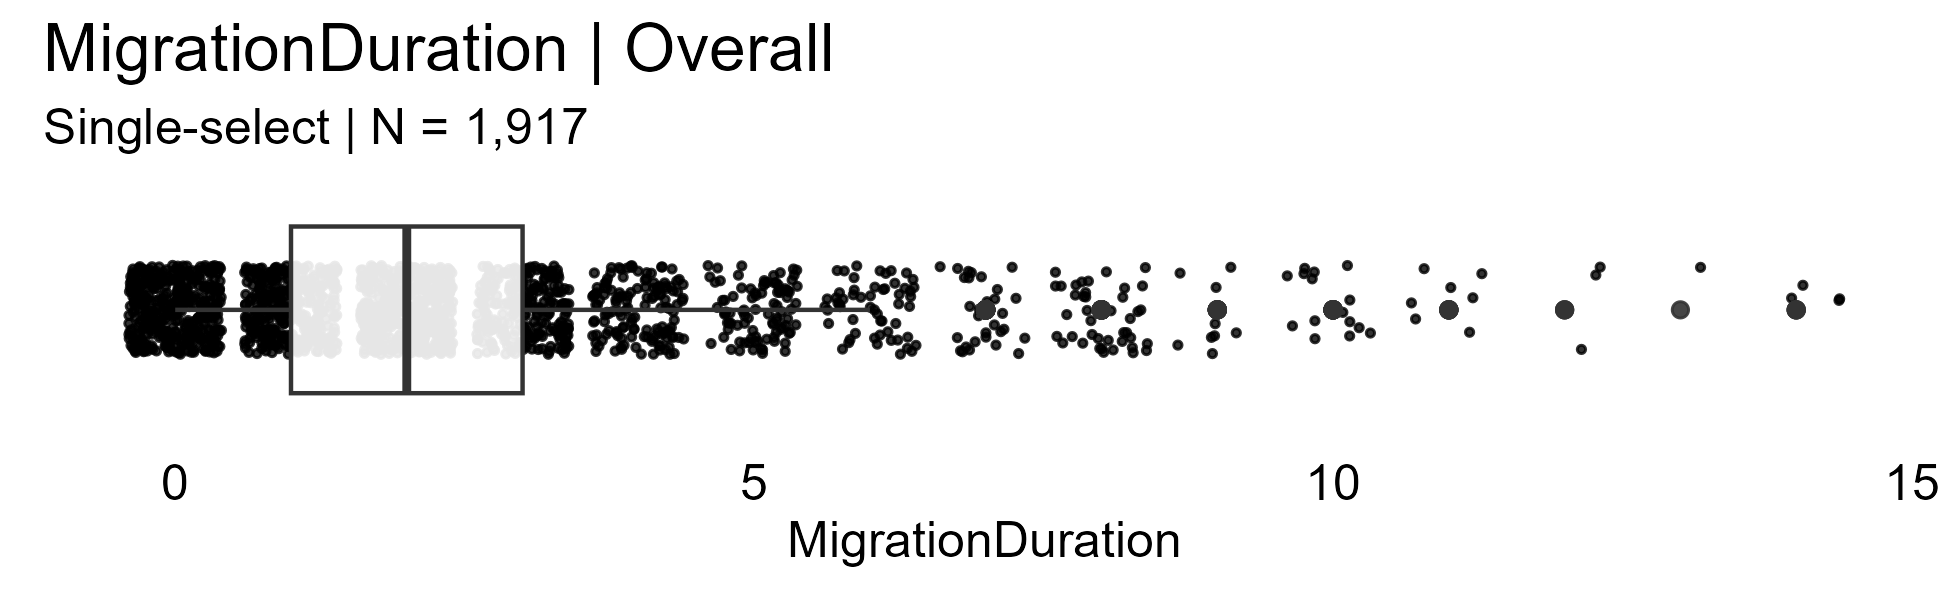 MigrationDuration | Overall
Single-select | N = 1,917
0 5 10 15
MigrationDuration